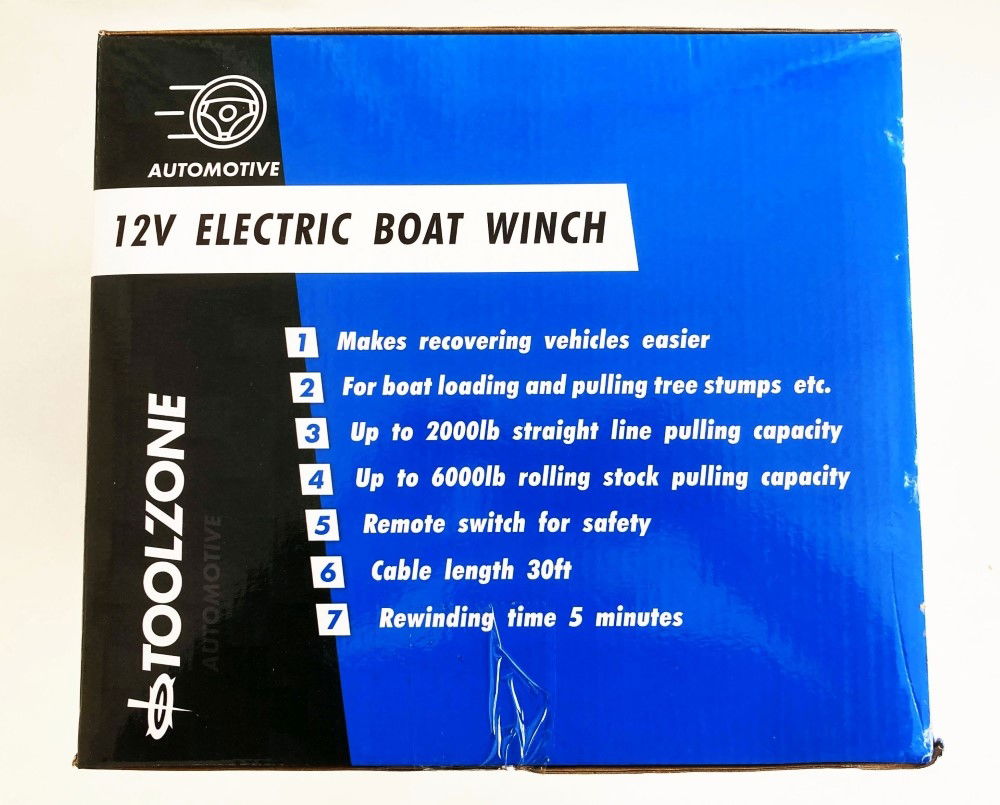 AUTOMOTIVE
12V ELECTRIC BOAT WINCH
1 Makes recovering vehicles easier
2 For boat loading and pulling tree stumps etc.
3 Up to 2000lb straight line pulling capacity
4 Up to 6000lb rolling stock pulling capacity
5 Remote switch for safety
6 Cable length 30ft
7 Rewinding time 5 minutes
TOOLZONE
AUTOMOTIVE